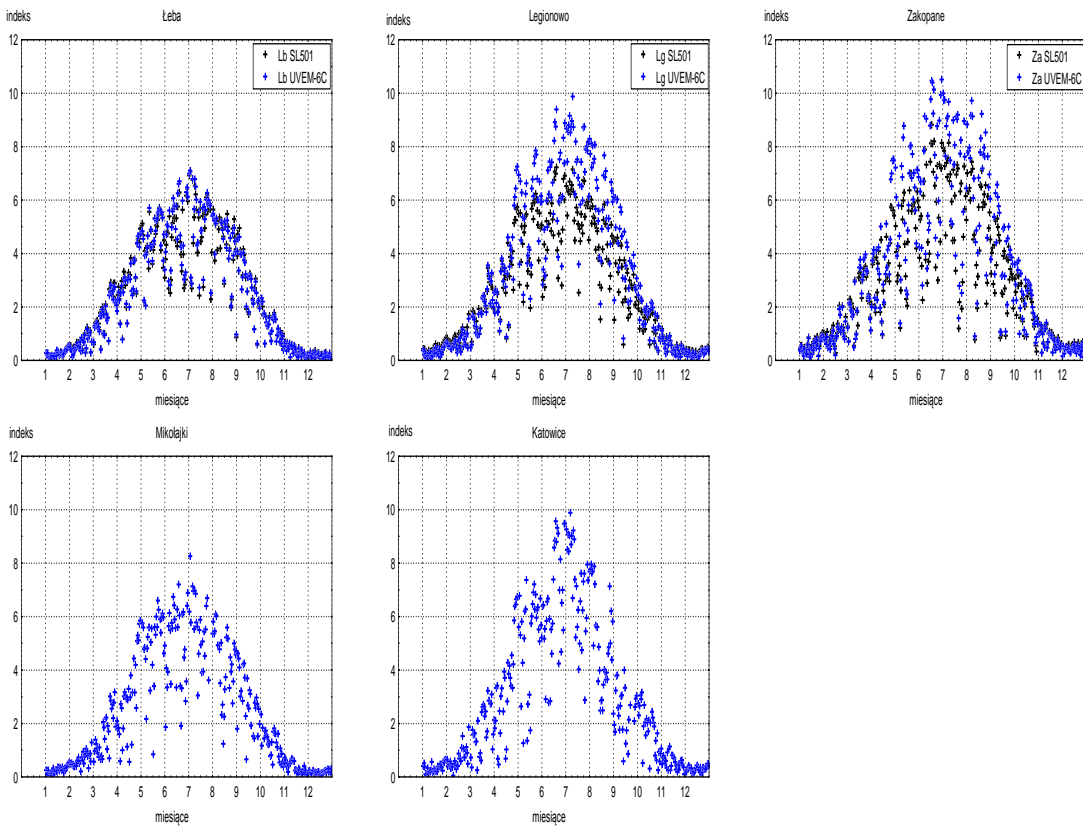 indeks
Łeba
12
10
8
6
4
2
0
Lb SL501
Lb UVEM-6C
1 2 3 4 5 6 7 8 9 10 11 12
miesiące
indeks
Legionowo
12
10
8
6
4
2
0
Lg SL501
Lg UVEM-6C
1 2 3 4 5 6 7 8 9 10 11 12
miesiące
indeks
Zakopane
12
10
8
6
4
2
0
Za SL501
Za UVEM-6C
1 2 3 4 5 6 7 8 9 10 11 12
miesiące
indeks
Mikołajki
12
10
8
6
4
2
0
1 2 3 4 5 6 7 8 9 10 11 12
miesiące
indeks
Katowice
12
10
8
6
4
2
0
1 2 3 4 5 6 7 8 9 10 11 12
miesiące